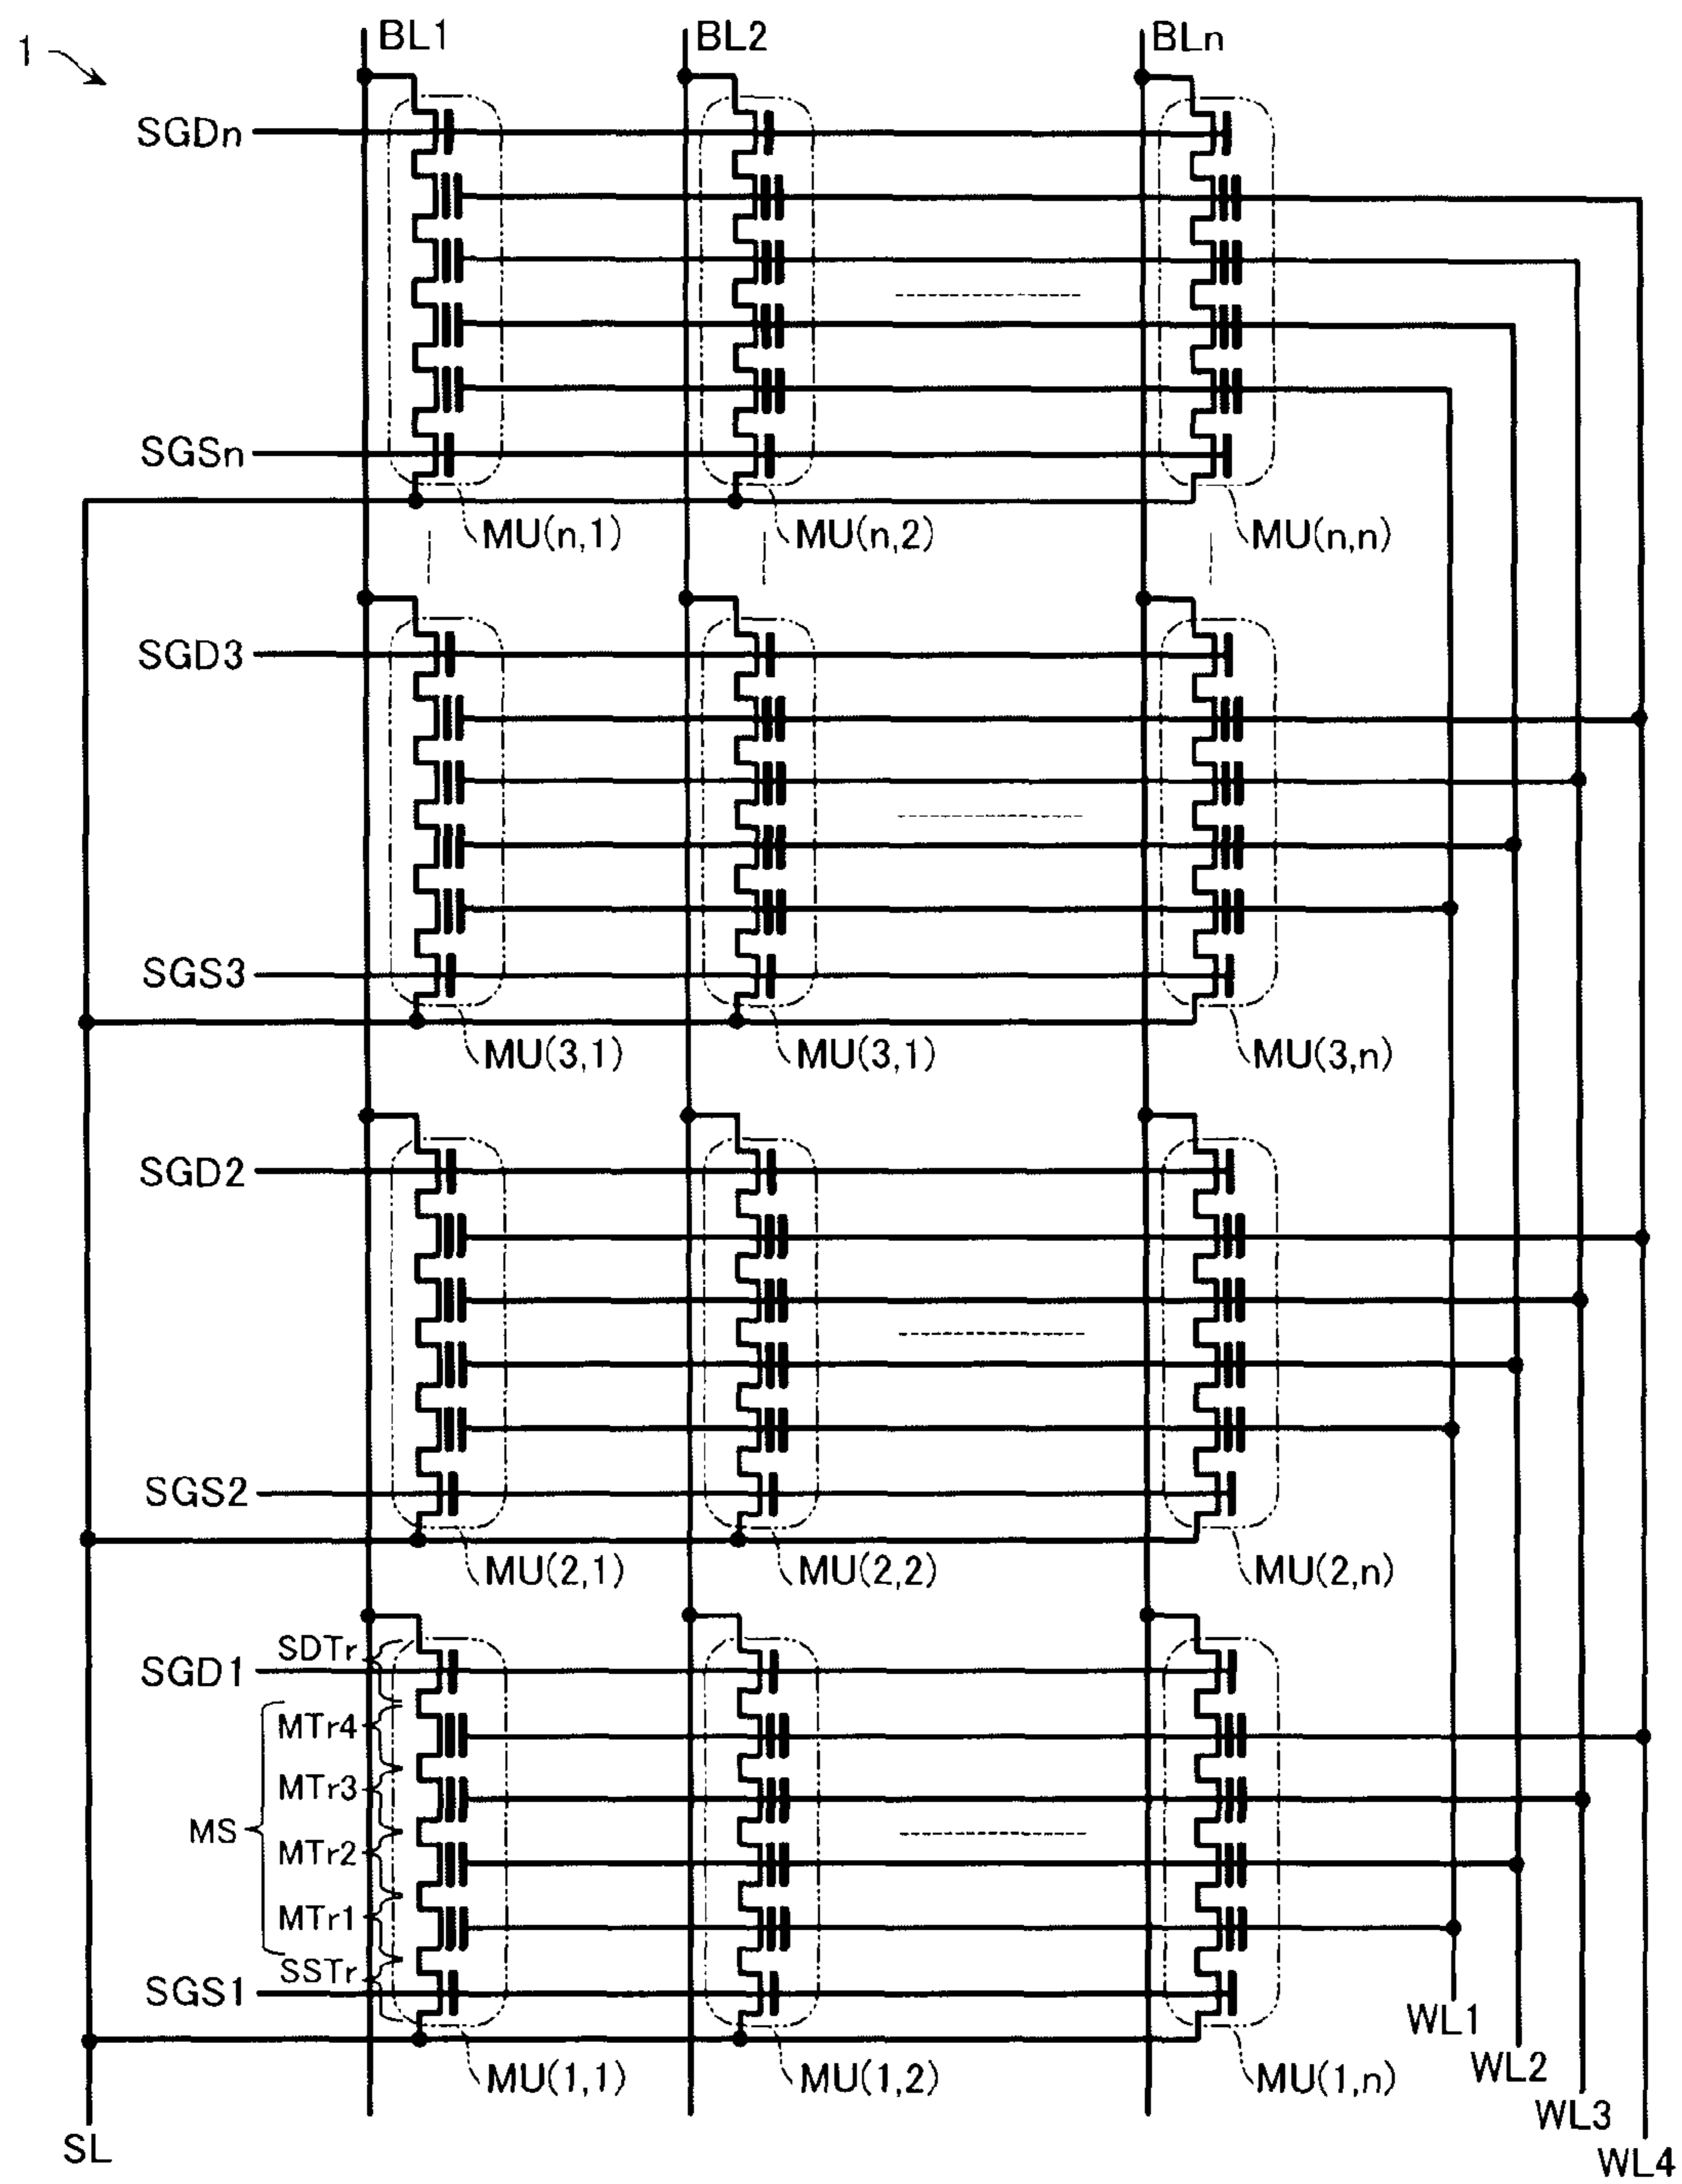 1
BL1
BL2
BLn
SGDn
SGSn
MU(n,1)
MU(n,2)
MU(n,n)
SGD3
SGS3
MU(3,1)
MU(3,1)
MU(3,n)
SGD2
SGS2
MU(2,1)
MU(2,2)
MU(2,n)
SDTr
SGD1
MTr4
MTr3
MS
MTr2
MTr1
SSTr
SGS1
MU(1,1)
MU(1,2)
MU(1,n)
WL1
WL2
WL3
WL4
SL